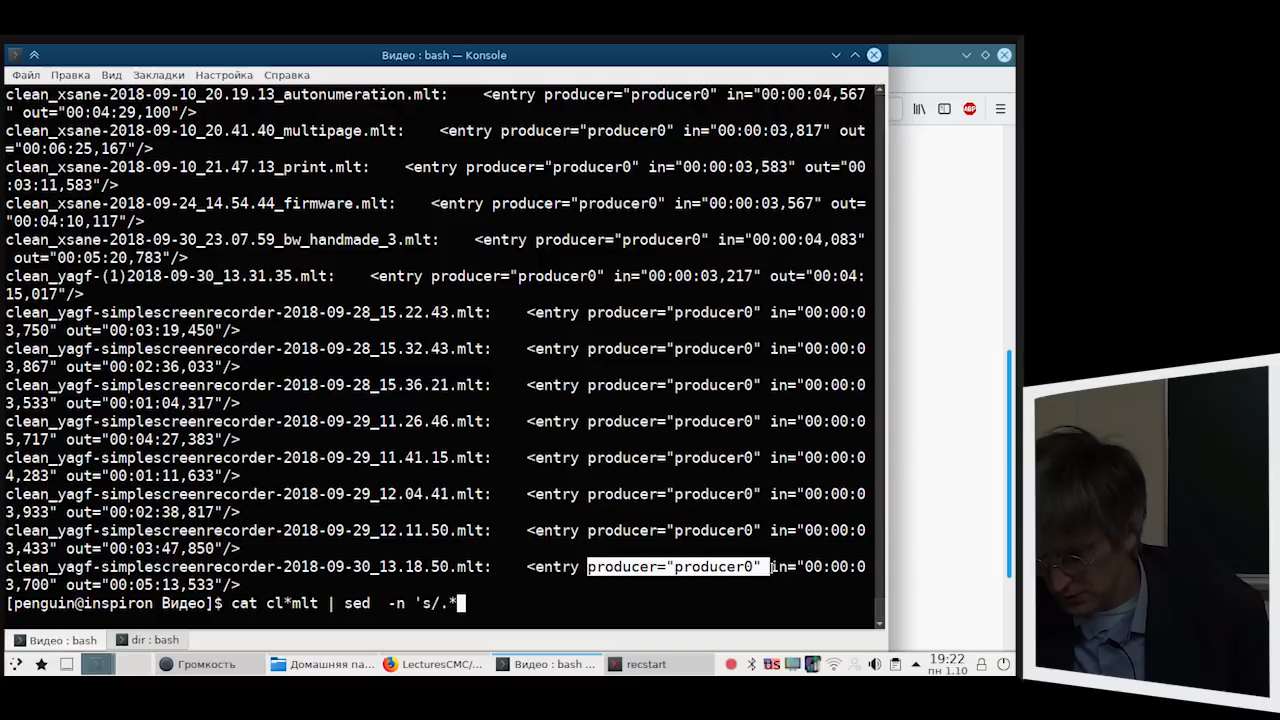 Видео : bash — Konsole
Файл Правка Вид Закладки Настройка Справка
clean_xsane-2018-09-10_20.19.13_autonumeration.mlt:    <entry producer="producer0" in="00:00:04,567
" out="00:04:29,100"/>
clean_xsane-2018-09-10_20.41.40_multipage.mlt:    <entry producer="producer0" in="00:00:03,817" out
="00:06:25,167"/>
clean_xsane-2018-09-10_21.47.13_print.mlt:    <entry producer="producer0" in="00:00:03,583" out="00
:03:11,583"/>
clean_xsane-2018-09-24_14.54.44_firmware.mlt:    <entry producer="producer0" in="00:00:03,567" out=
"00:04:10,117"/>
clean_xsane-2018-09-30_23.07.59_bw_handmade_3.mlt:    <entry producer="producer0" in="00:00:04,083"
 out="00:05:20,783"/>
clean_yagf-(1)2018-09-30_13.31.35.mlt:    <entry producer="producer0" in="00:00:03,217" out="00:04:
15,017"/>
clean_yagf-simplescreenrecorder-2018-09-28_15.22.43.mlt:    <entry producer="producer0" in="00:00:0
3,750" out="00:03:19,450"/>
clean_yagf-simplescreenrecorder-2018-09-28_15.32.43.mlt:    <entry producer="producer0" in="00:00:0
3,867" out="00:02:36,033"/>
clean_yagf-simplescreenrecorder-2018-09-28_15.36.21.mlt:    <entry producer="producer0" in="00:00:0
3,533" out="00:01:04,317"/>
clean_yagf-simplescreenrecorder-2018-09-29_11.26.46.mlt:    <entry producer="producer0" in="00:00:0
5,717" out="00:04:27,383"/>
clean_yagf-simplescreenrecorder-2018-09-29_11.41.15.mlt:    <entry producer="producer0" in="00:00:0
4,283" out="00:01:11,633"/>
clean_yagf-simplescreenrecorder-2018-09-29_12.04.41.mlt:    <entry producer="producer0" in="00:00:0
3,933" out="00:02:38,817"/>
clean_yagf-simplescreenrecorder-2018-09-29_12.11.50.mlt:    <entry producer="producer0" in="00:00:0
3,433" out="00:03:47,850"/>
clean_yagf-simplescreenrecorder-2018-09-30_13.18.50.mlt:    <entry producer="producer0" in="00:00:0
3,700" out="00:05:13,533"/>
[penguin@inspiron Видео]$ cat cl*mlt | sed  -n 's/.*
Видео : bash dir : bash
Громкость Домашняя па... LecturesCMC/... Видео : bash ... recstart us 19:22
пн 1.10
ABP